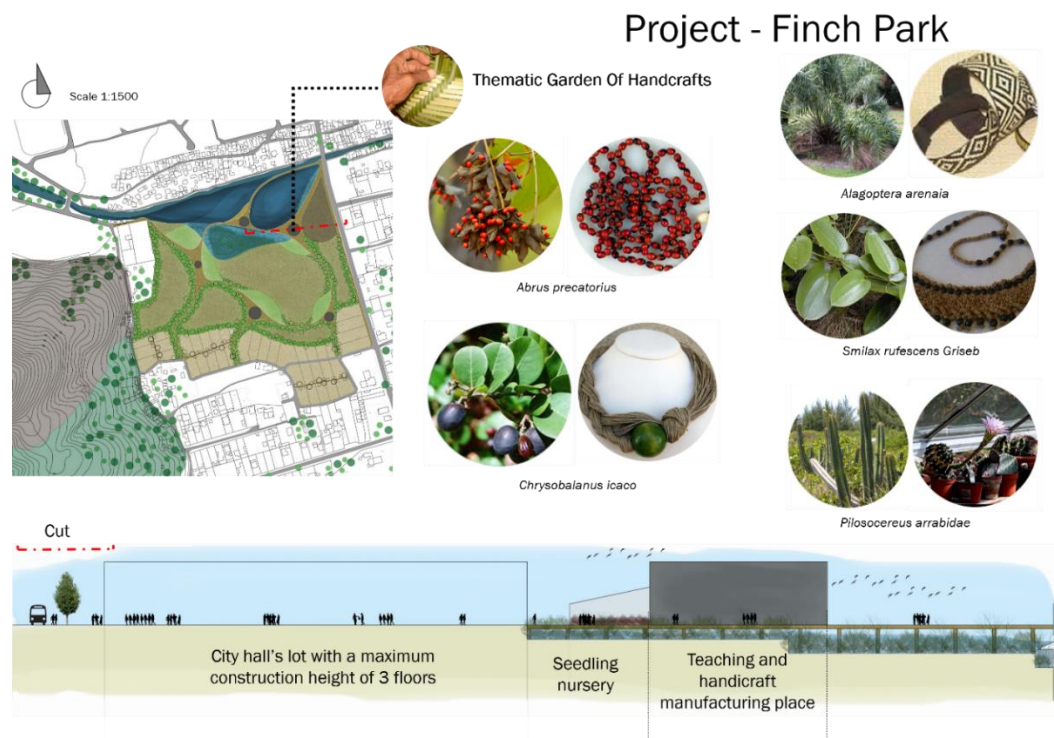 Project - Finch Park
Scale 1:1500
Thematic Garden Of Handcrafts
Abrus precatorius
Chrysobalanus icaco
Alagoptera arenaia
Smilax rufescens Griseb
Pilosocereus arrabidae
Cut
City hall's lot with a maximum
construction height of 3 floors
Seedling
nursery
Teaching and
handicraft
manufacturing place